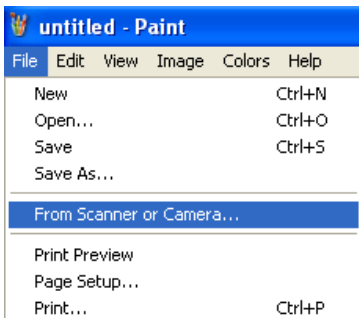 untitled - Paint
File Edit View Image Colors Help
New Ctrl+N
Open... Ctrl+O
Save Ctrl+S
Save As...
From Scanner or Camera...
Print Preview
Page Setup...
Print... Ctrl+P